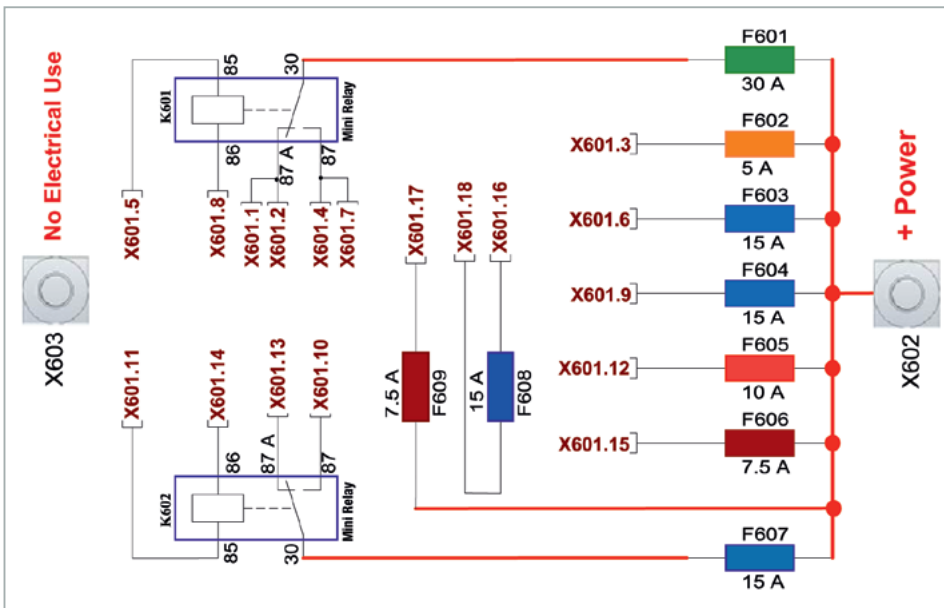 No Electrical Use
X603
X601.5
85
K601
30
Mini Relay
86
87 A
87
X601.8
X601.1
X601.2
X601.4
X601.7
X601.11
X601.14
X601.13
X601.10
86
87 A
87
K602
Mini Relay
85
30
X601.17
X601.18
X601.16
7.5 A
F609
15 A
F608
F601
30 A
X601.3
F602
5 A
X601.6
F603
15 A
X601.9
F604
15 A
X601.12
F605
10 A
X601.15
F606
7.5 A
F607
15 A
+ Power
X602